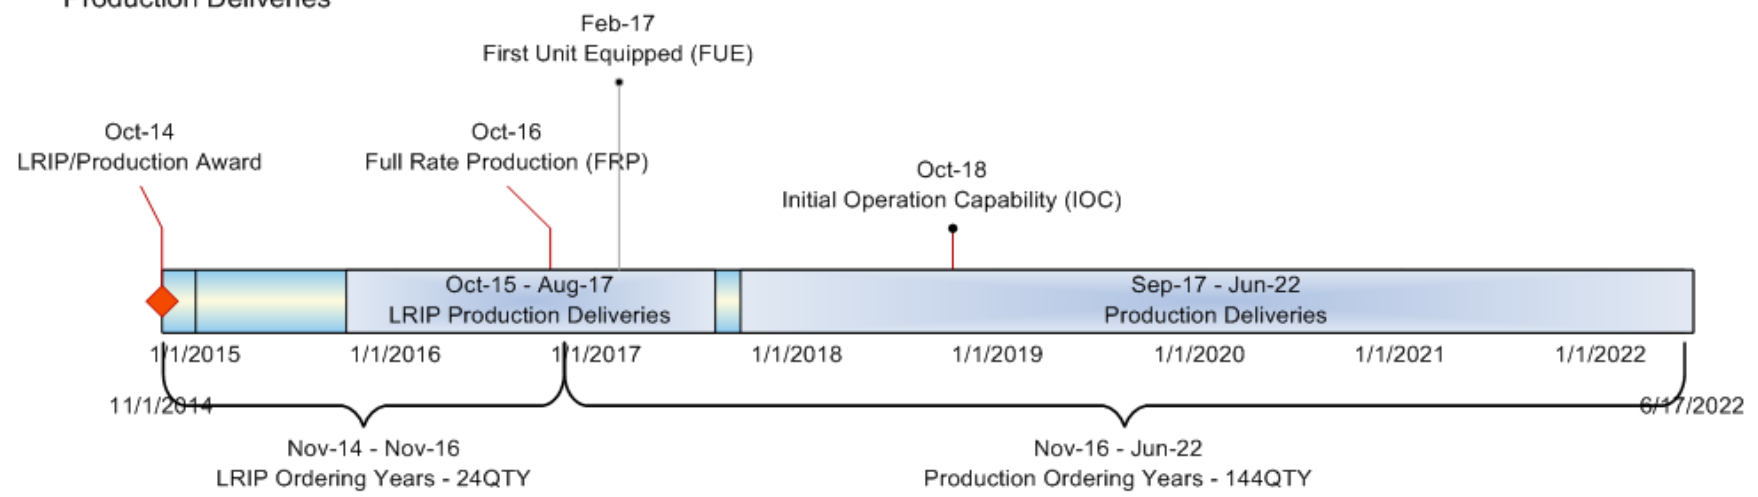 Production Deliveries
Feb-17
First Unit Equipped (FUE)
Oct-14
LRIP/Production Award
Oct-16
Full Rate Production (FRP)
Oct-18
Initial Operation Capability (IOC)
Oct-15 - Aug-17
LRIP Production Deliveries
Sep-17 - Jun-22
Production Deliveries
1/1/2015 1/1/2016 1/1/2017 1/1/2018 1/1/2019 1/1/2020 1/1/2021 1/1/2022
11/1/2014 6/17/2022
Nov-14 - Nov-16
LRIP Ordering Years - 24QTY
Nov-16 - Jun-22
Production Ordering Years - 144QTY